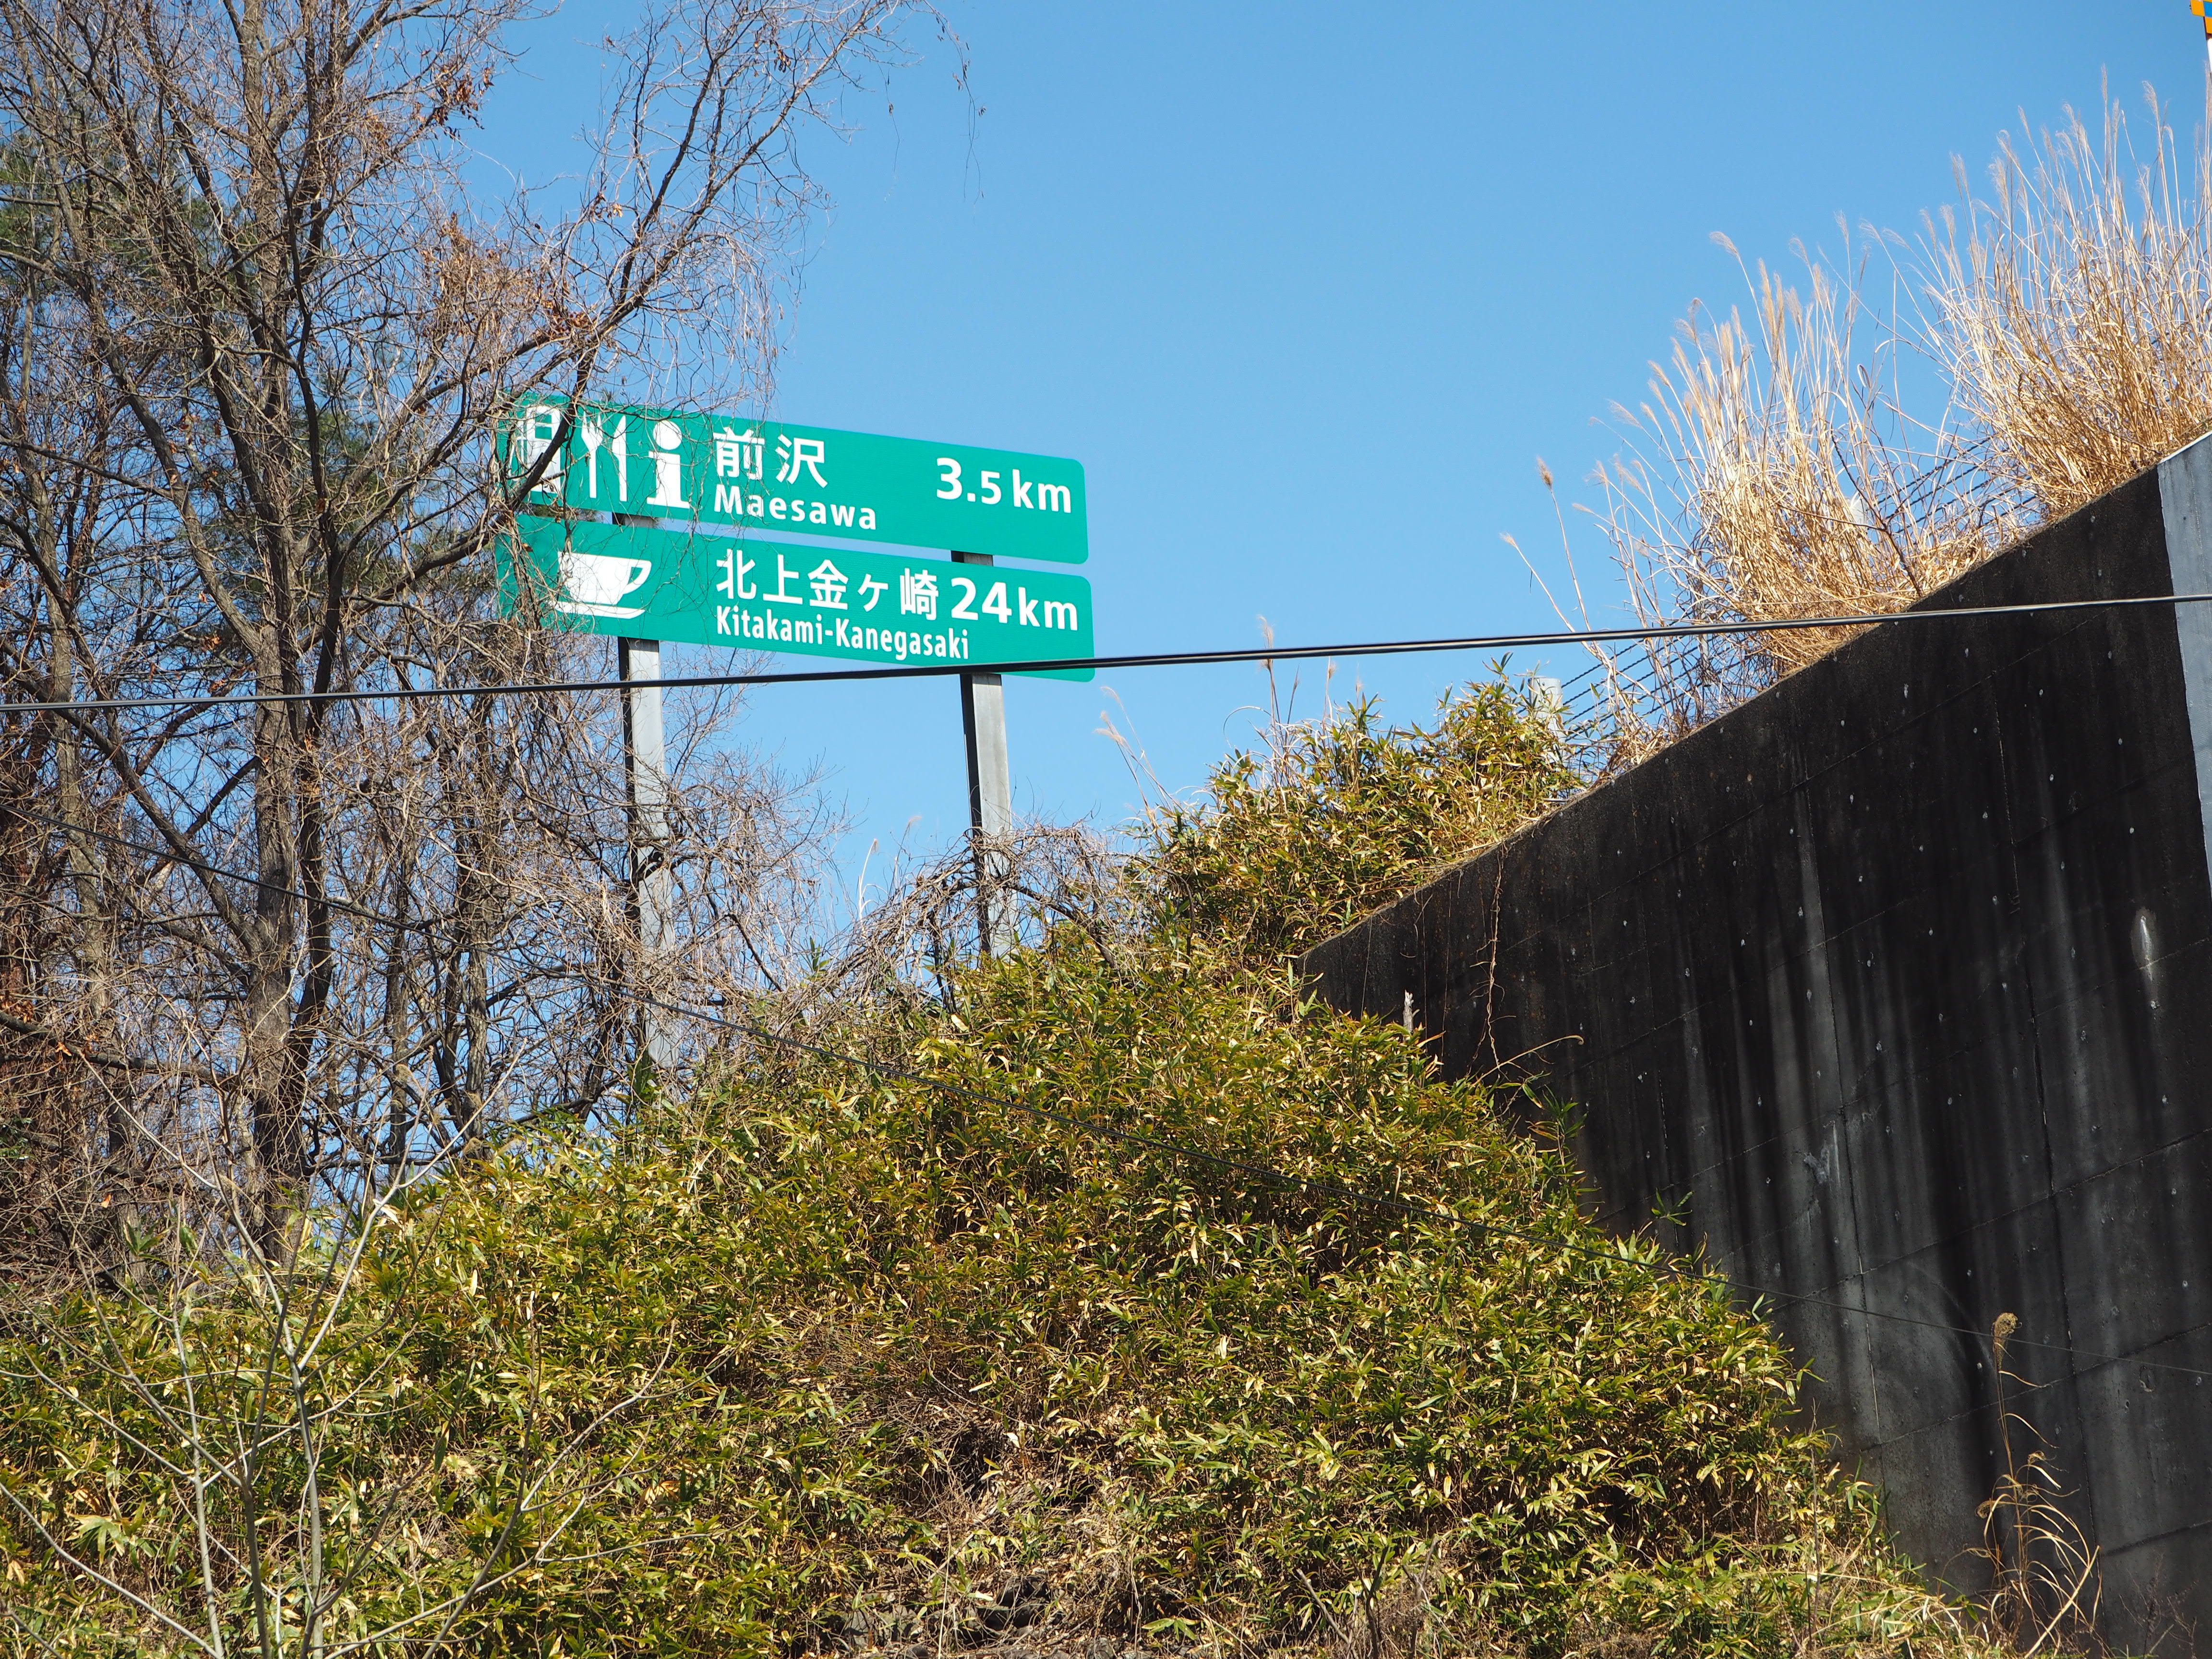 前沢 3.5km
Maesawa
北上金ヶ崎 24km
Kitakami-Kanegasaki